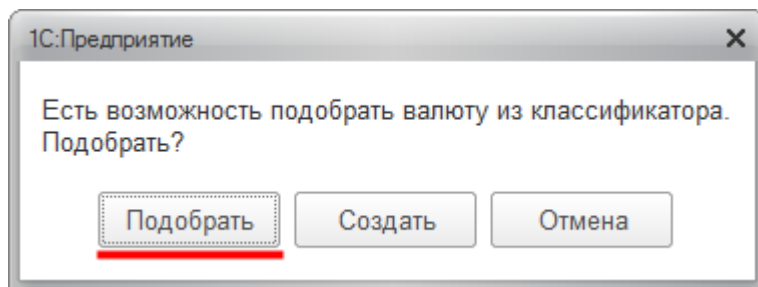 1С:Предприятие
Есть возможность подобрать валюту из классификатора.
Подобрать?
Подобрать Создать Отмена